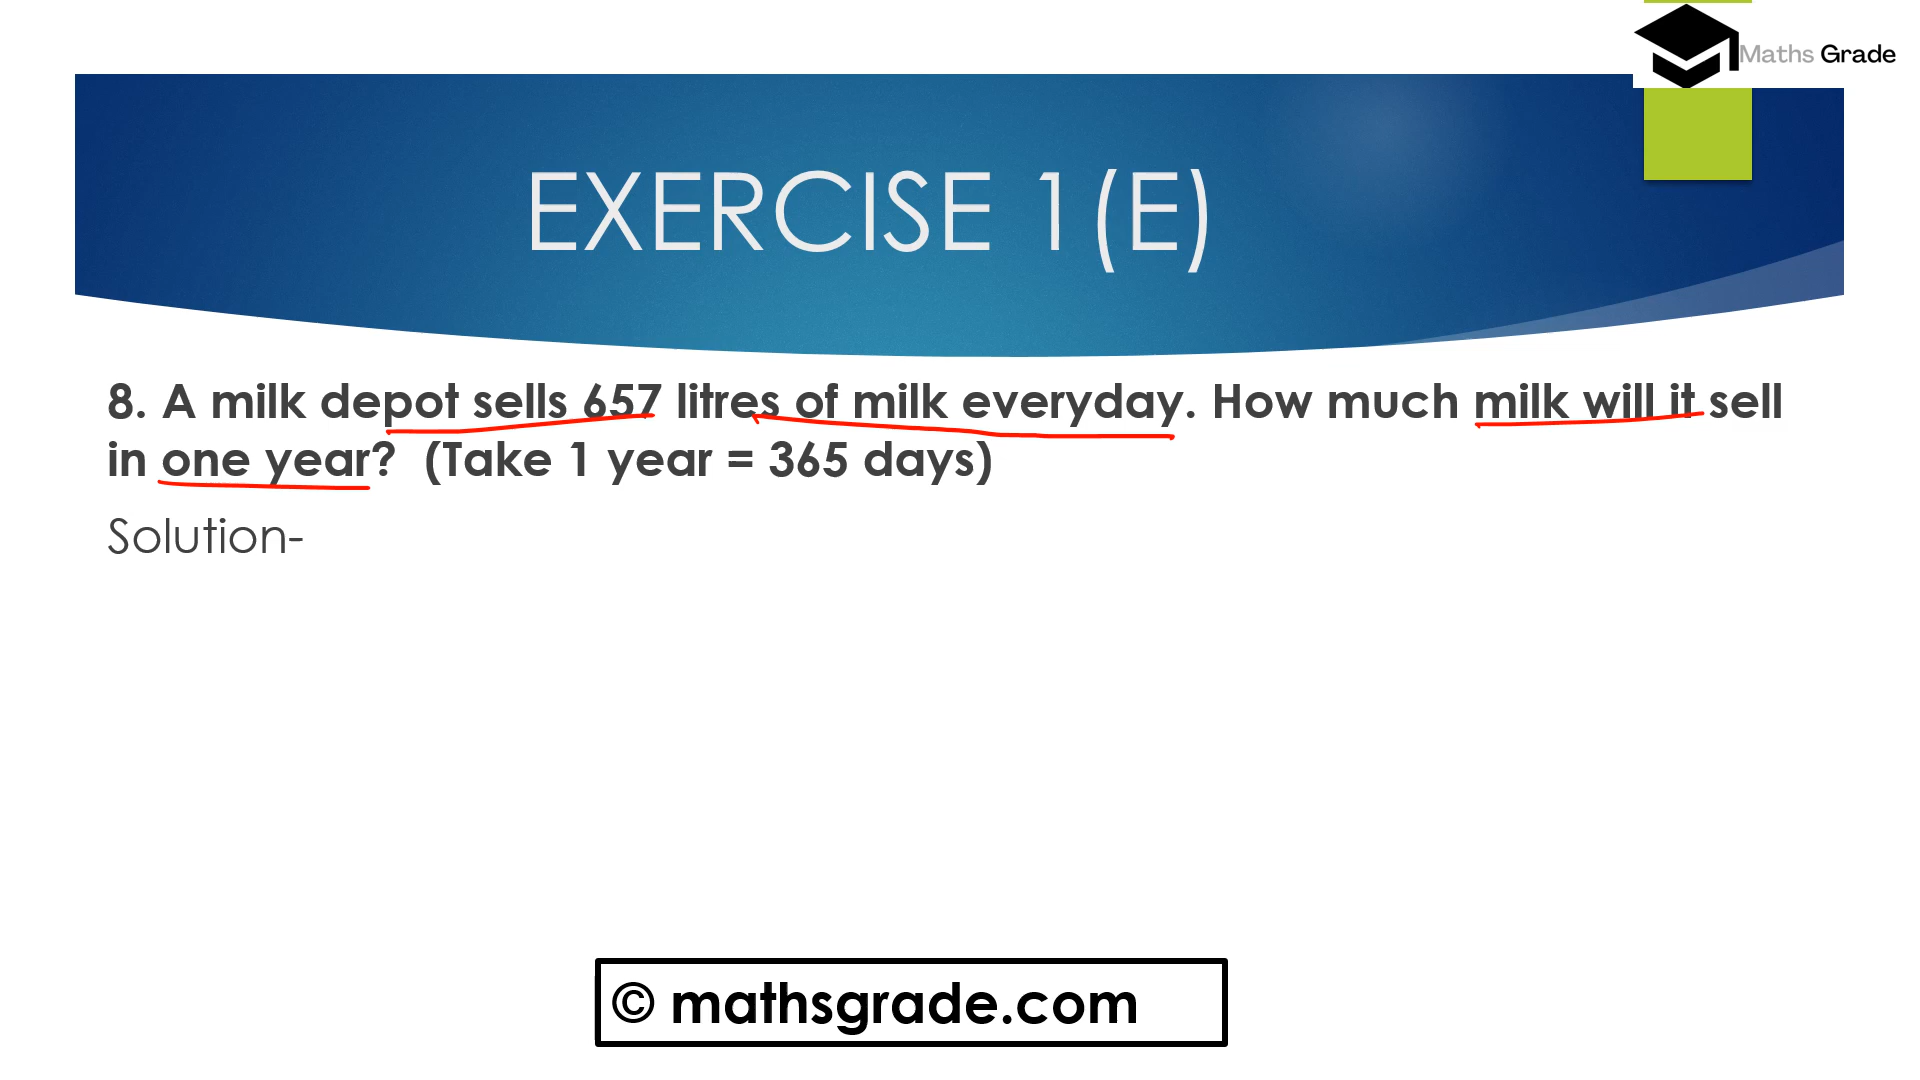 Maths Grade
EXERCISE 1(E)
8. A milk depot sells 657 litres of milk everyday. How much milk will it sell
in one year? (Take 1 year = 365 days)
Solution-
© mathsgrade.com